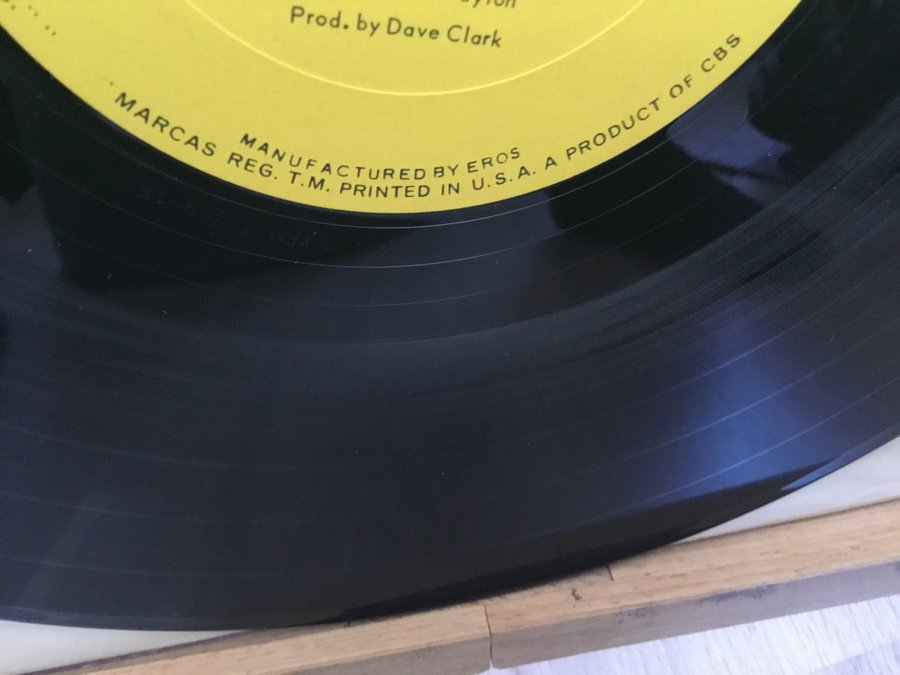 Prod. by Dave Clark
MANUFACTURED BY EROS
MARCAS REG. T.M. PRINTED IN U.S.A. A PRODUCT OF CBS